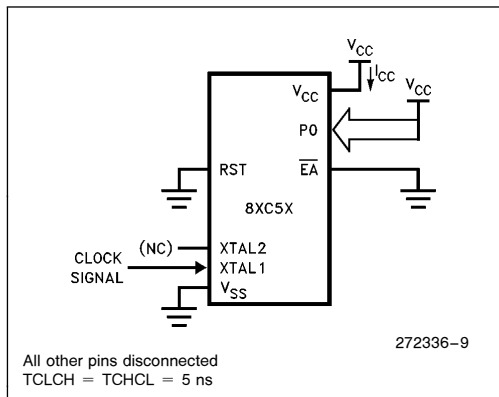 VCC
ICC
VCC
VCC
P0
RST
EA
8XC5X
(NC)
XTAL2
CLOCK SIGNAL
XTAL1
VSS
272336–9
All other pins disconnected
TCLCH = TCHCL = 5 ns